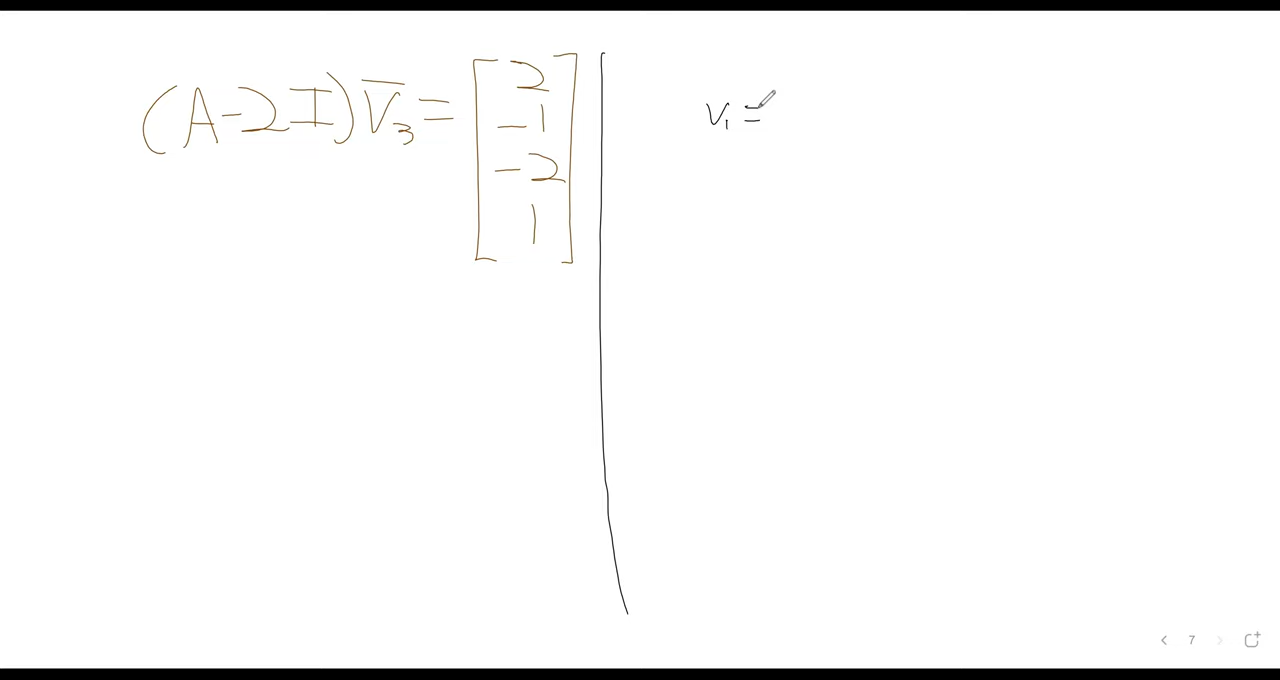 (A-2I)V̄₃ = [2
-1
-2
1]
V₁ =
< 7 >